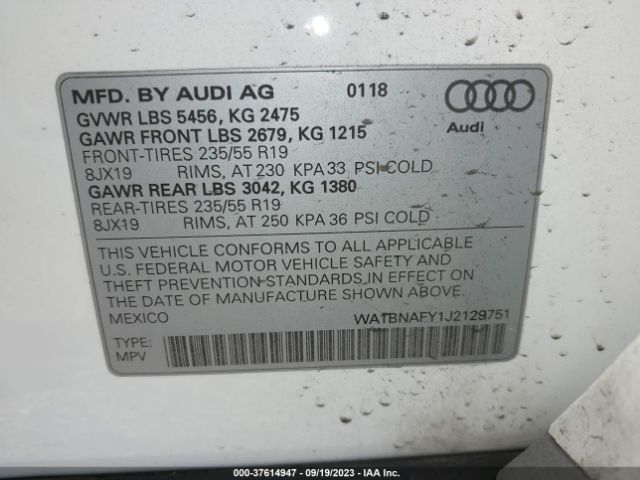 MFD. BY AUDI AG 0118
GVWR LBS 5456, KG 2475
GAWR FRONT LBS 2679, KG 1215
FRONT-TIRES 235/55 R19
8JX19 RIMS, AT 230 KPA 33 PSI COLD
GAWR REAR LBS 3042, KG 1380
REAR-TIRES 235/55 R19
8JX19 RIMS, AT 250 KPA 36 PSI COLD
Audi
THIS VEHICLE CONFORMS TO ALL APPLICABLE
U.S. FEDERAL MOTOR VEHICLE SAFETY AND
THEFT PREVENTION STANDARDS IN EFFECT ON
THE DATE OF MANUFACTURE SHOWN ABOVE.
MEXICO WA1BNAFY1J2129751
TYPE:
MPV
000-37614947 - 09/19/2023 - IAA Inc.